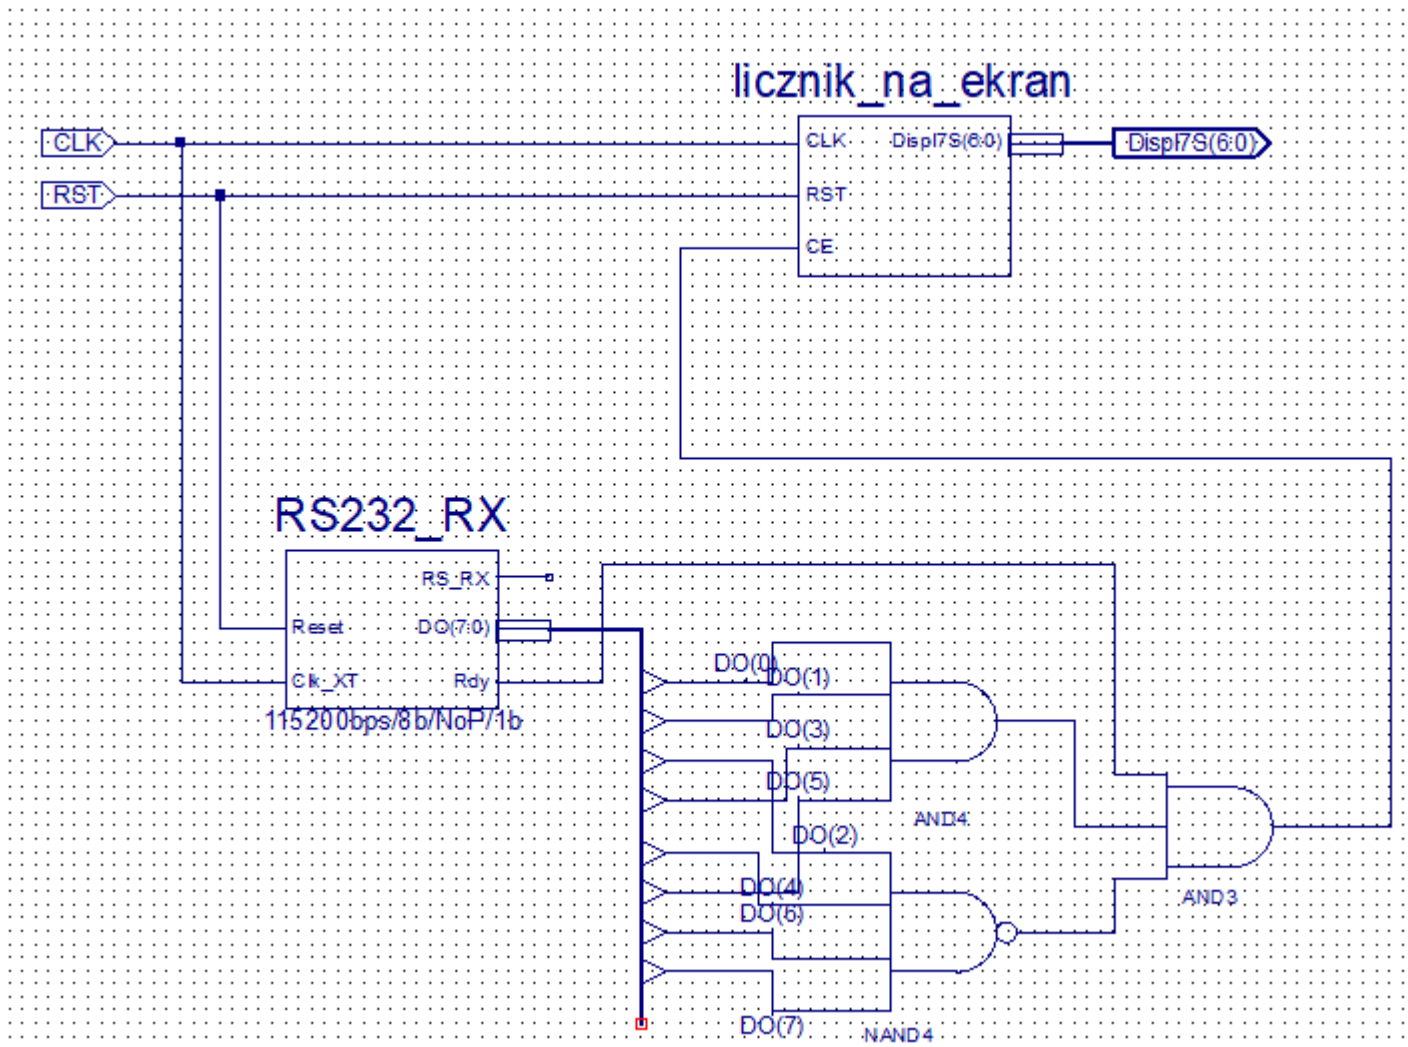 licznik_na_ekran
CLK
CLK
Displ7S(6:0)
Displ7S(6:0)
RST
RST
CE
RS232_RX
RS_RX
Reset
DO(7:0)
Clk_XT
Rdy
115200bps/8b/NoP/1b
DO(0)
DO(1)
DO(3)
DO(5)
AND4
DO(2)
DO(4)
AND3
DO(6)
DO(7)
NAND4